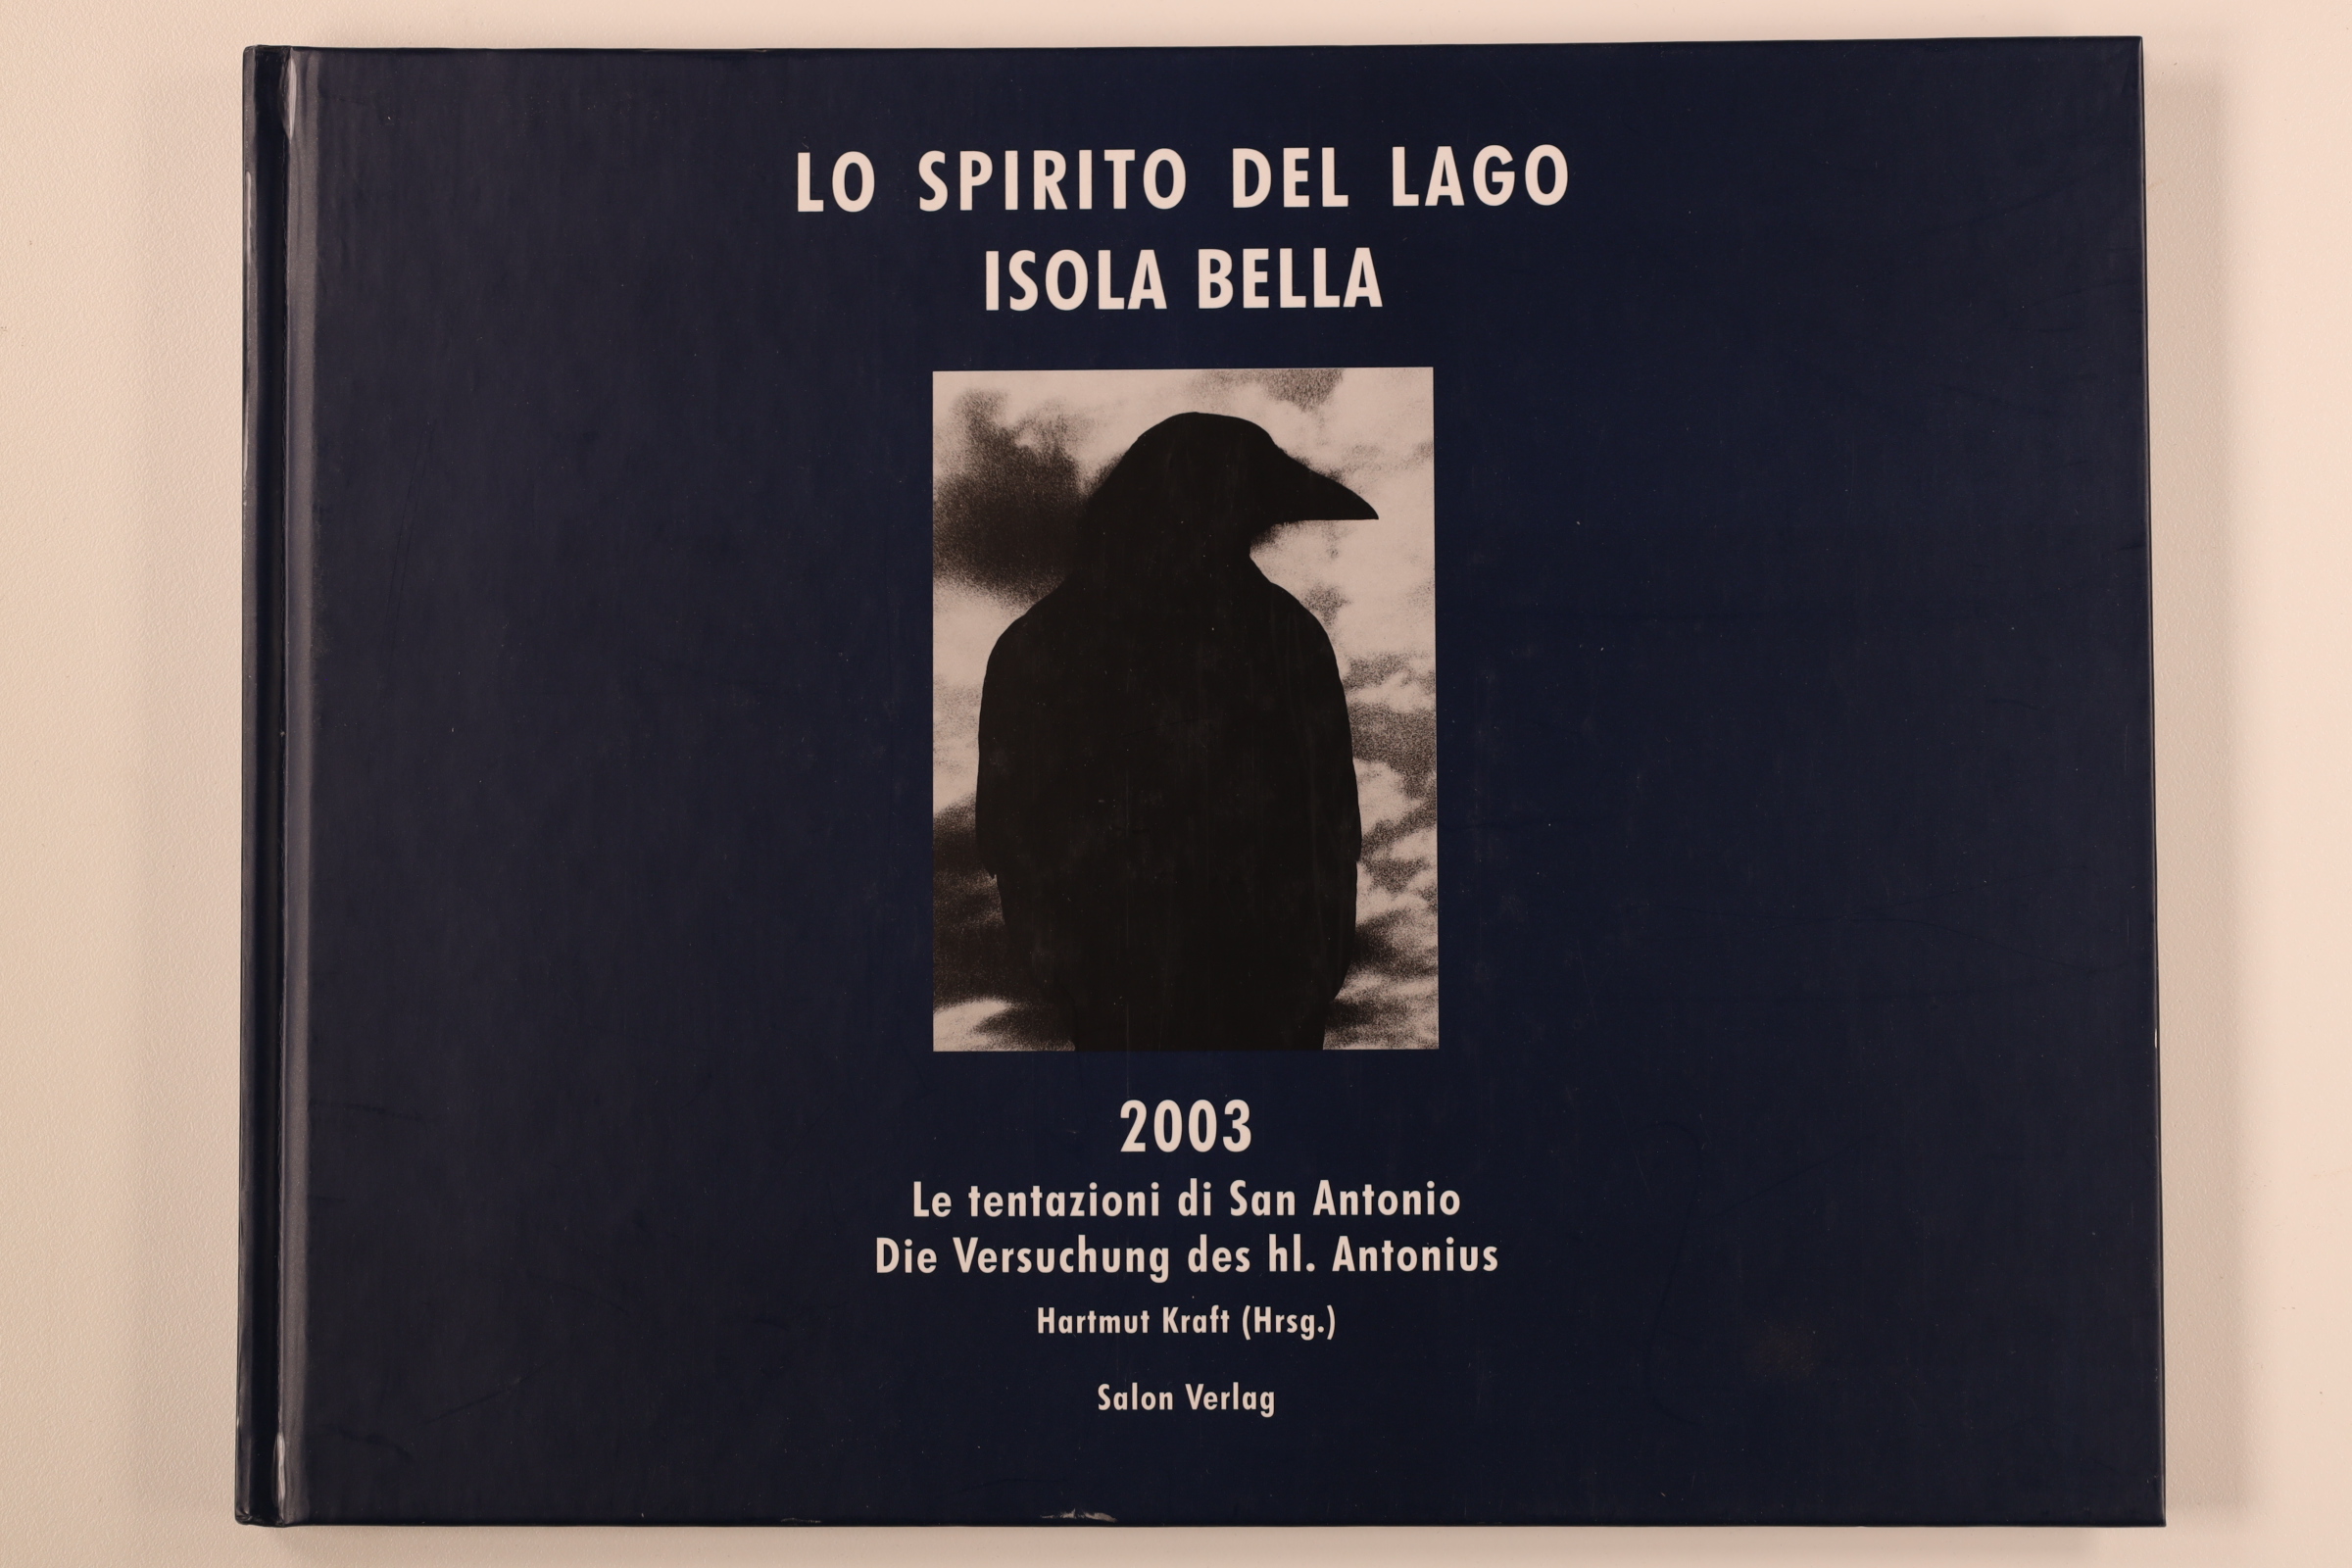 LO SPIRITO DEL LAGO
ISOLA BELLA
2003
Le tentazioni di San Antonio
Die Versuchung des hl. Antonius
Hartmut Kraft (Hrsg.)
Salon Verlag